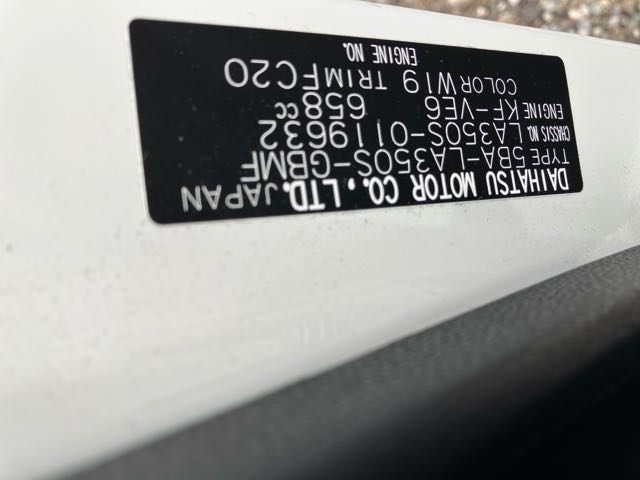 DAIHATSU MOTOR CO., LTD. JAPAN
TYPE 5BA-LA350S-GBMF
CHASSIS NO. LA350S-0119632
ENGINE KF-VE6 658cc
COLOR W19 TRIM FC20
ENGINE NO.